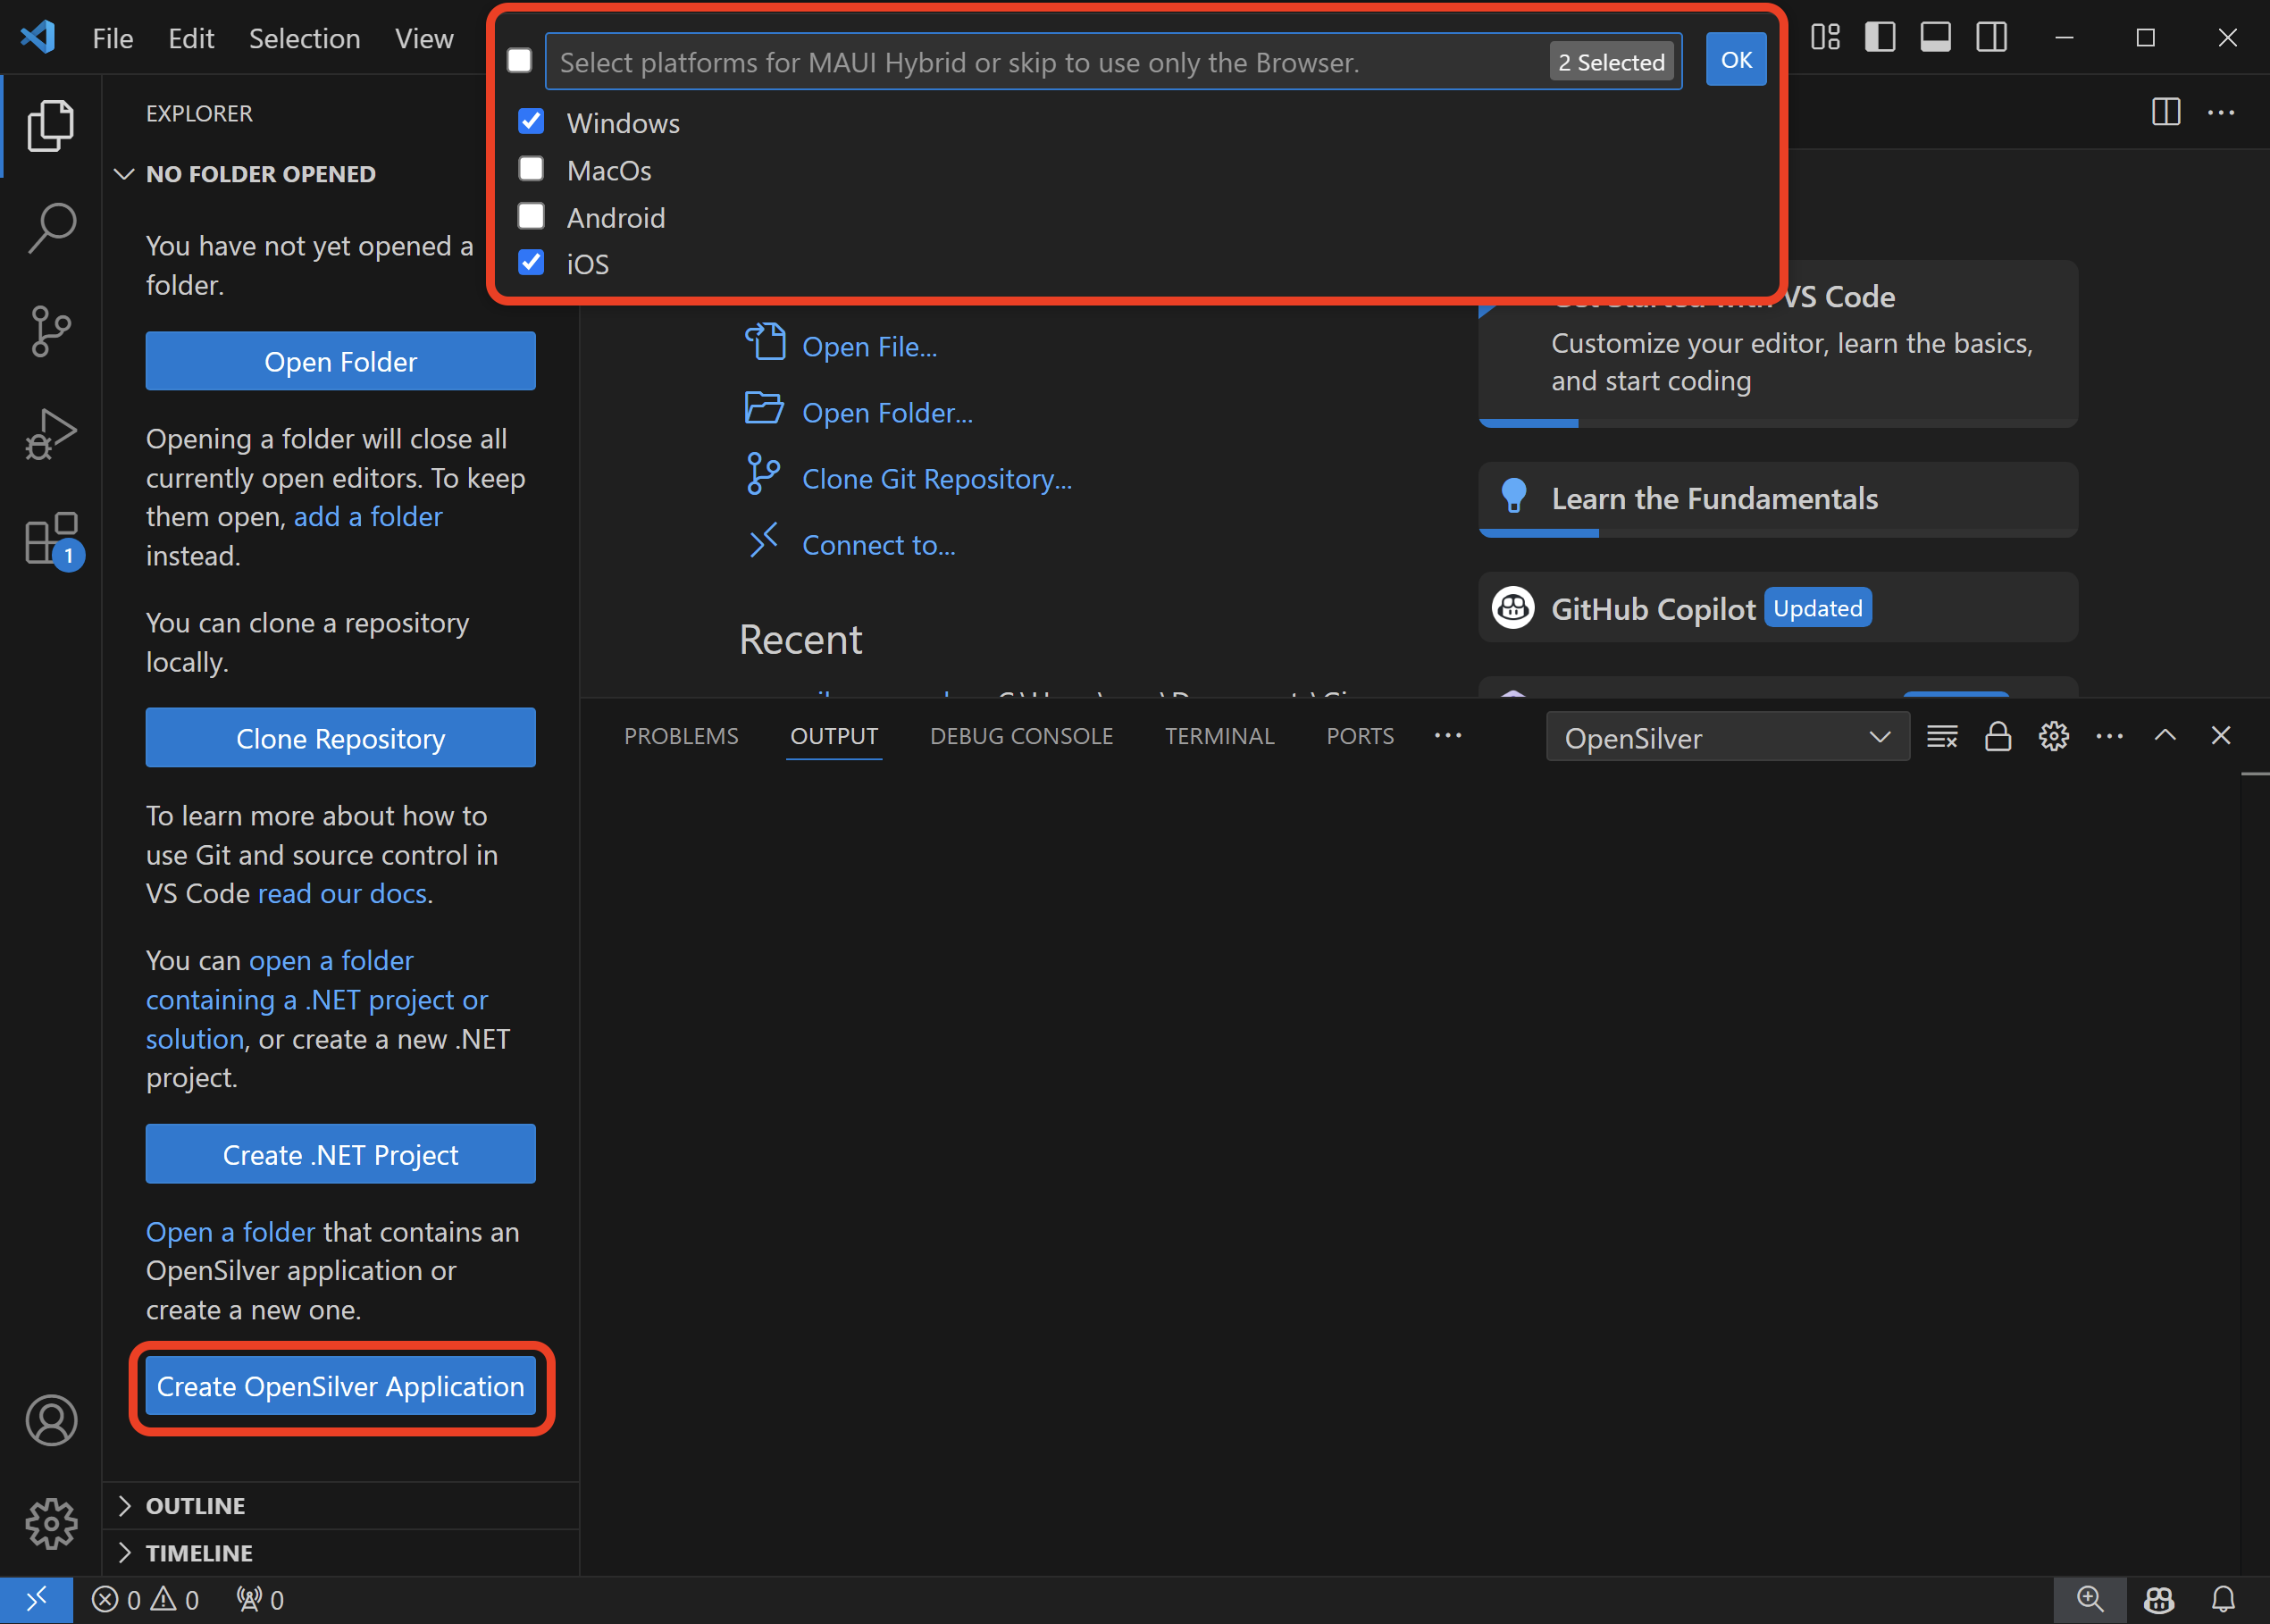 File Edit Selection View
Select platforms for MAUI Hybrid or skip to use only the Browser.
2 Selected
OK
Windows
MacOs
Android
iOS
EXPLORER
NO FOLDER OPENED
You have not yet opened a
folder.
Open Folder
Opening a folder will close all
currently open editors. To keep
them open, add a folder
instead.
You can clone a repository
locally.
Clone Repository
To learn more about how to
use Git and source control in
VS Code read our docs.
You can open a folder
containing a .NET project or
solution, or create a new .NET
project.
Create .NET Project
Open a folder that contains an
OpenSilver application or
create a new one.
Create OpenSilver Application
OUTLINE
TIMELINE
1
Open File...
Open Folder...
Clone Git Repository...
Connect to...
Recent
VS Code
Customize your editor, learn the basics,
and start coding
Learn the Fundamentals
GitHub Copilot Updated
PROBLEMS OUTPUT DEBUG CONSOLE TERMINAL PORTS
OpenSilver
0 0 0